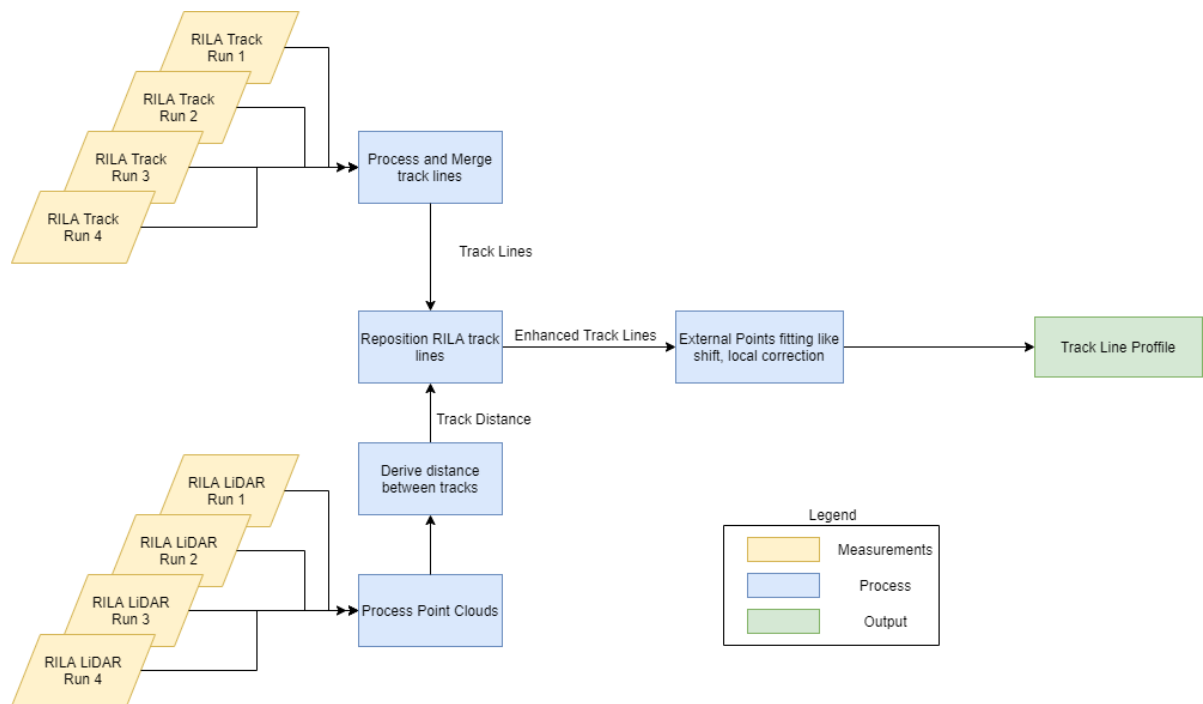 RILA Track
Run 1
RILA Track
Run 2
RILA Track
Run 3
RILA Track
Run 4
Process and Merge
track lines
Track Lines
Reposition RILA track
lines
Enhanced Track Lines
External Points fitting like
shift, local correction
Track Line Proffile
Track Distance
Derive distance
between tracks
RILA LiDAR
Run 1
RILA LiDAR
Run 2
RILA LiDAR
Run 3
RILA LiDAR
Run 4
Process Point Clouds
Legend
Measurements
Process
Output